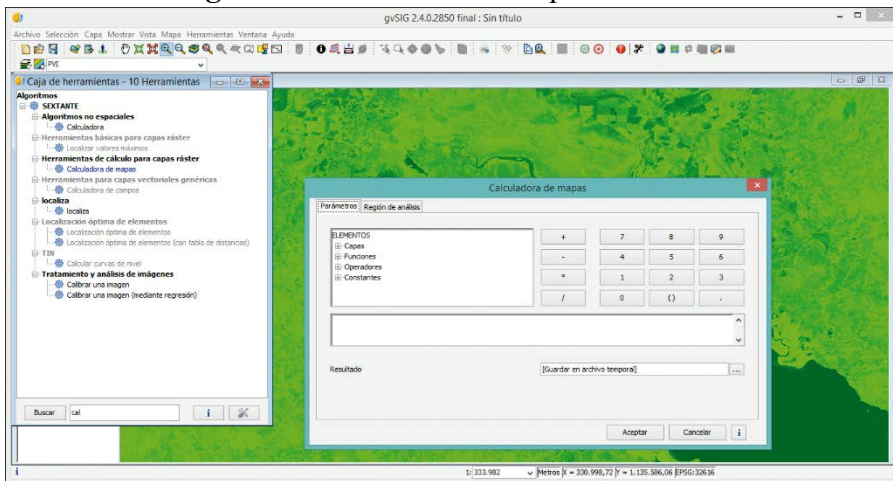 gvSIG 2.4.0.2850 final : Sin título
Archivo Selección Capa Mostrar Vista Mapa Herramientas Ventana Ayuda
PVI
Caja de herramientas - 10 Herramientas
Algoritmos
SEXTANTE
Algoritmos no espaciales
Calculadora
Herramientas básicas para capas ráster
Localizar valores máximos
Herramientas de cálculo para capas ráster
Calculadora de mapas
Herramientas para capas vectoriales genéricas
Calculadora de campos
localiza
localiza
Localización óptima de elementos
Localización óptima de elementos
Localización óptima de elementos (con tabla de distancias)
TIN
Calcular curvas de nivel
Tratamiento y análisis de imágenes
Calibrar una imagen
Calibrar una imagen (mediante regresión)
Buscar cal i
Calculadora de mapas
Parámetros Región de análisis
ELEMENTOS
Capas
Funciones
Operadores
Constantes
+ 7 8 9
- 4 5 6
* 1 2 3
/ 0 () .
Resultado [Guardar en archivo temporal] ...
Aceptar Cancelar i
1: 333.982 Metros X = 330.998,72 Y = 1.135.586,06 EPSG:32616